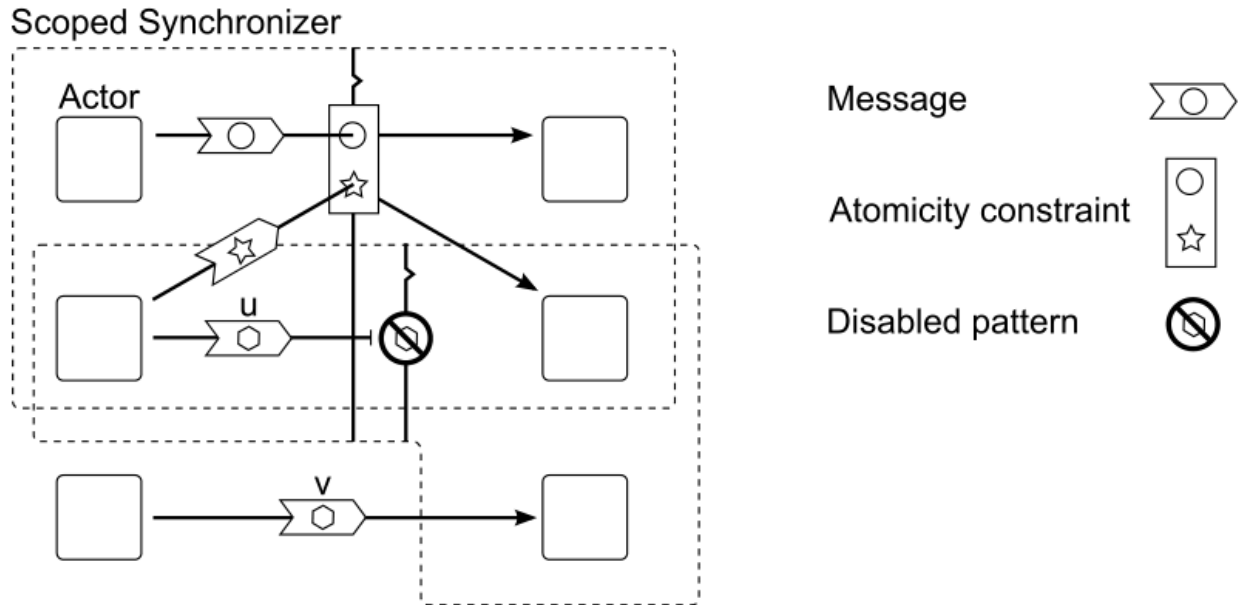 Scoped Synchronizer
Actor
u
v
Message
Atomicity constraint
Disabled pattern